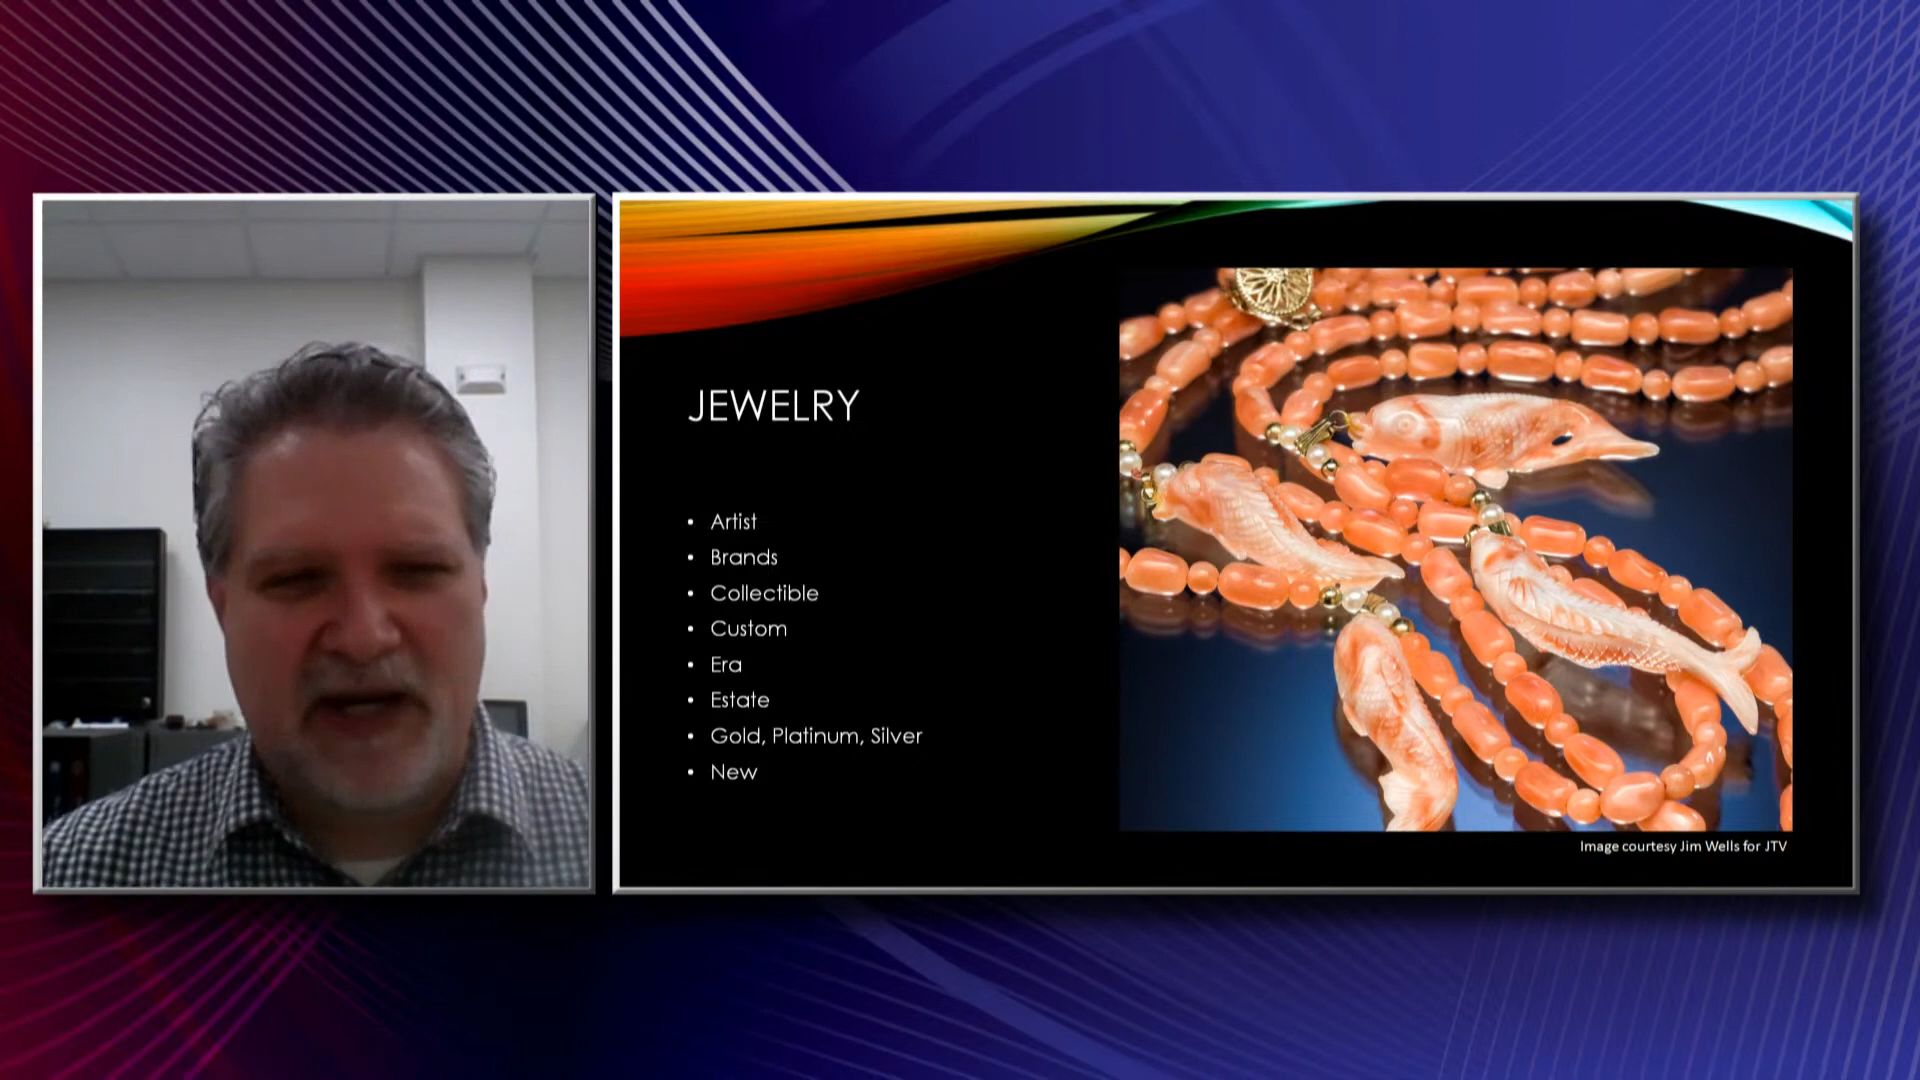 JEWELRY
• Artist
• Brands
• Collectible
• Custom
• Era
• Estate
• Gold, Platinum, Silver
• New
Image courtesy Jim Wells for JTV